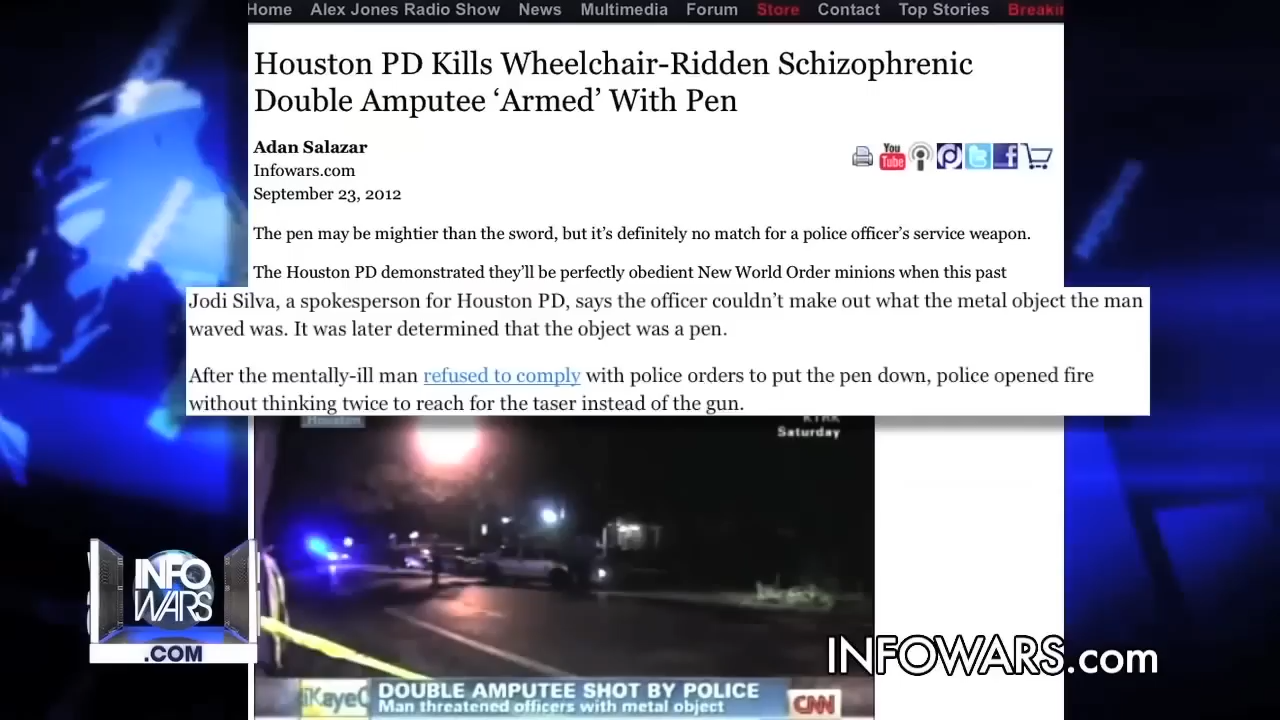 Home Alex Jones Radio Show News Multimedia Forum Store Contact Top Stories
Houston PD Kills Wheelchair-Ridden Schizophrenic
Double Amputee ‘Armed’ With Pen
Adan Salazar
Infowars.com
September 23, 2012
You
Tube
The pen may be mightier than the sword, but it’s definitely no match for a police officer’s service weapon.
The Houston PD demonstrated they’ll be perfectly obedient New World Order minions when this past
Jodi Silva, a spokesperson for Houston PD, says the officer couldn’t make out what the metal object the man
waved was. It was later determined that the object was a pen.
After the mentally-ill man refused to comply with police orders to put the pen down, police opened fire
without thinking twice to reach for the taser instead of the gun.
Houston
KTRK
Saturday
INFO
WARS
.COM
INFOWARS.com
DOUBLE AMPUTEE SHOT BY POLICE
Man threatened officers with metal object
CNN